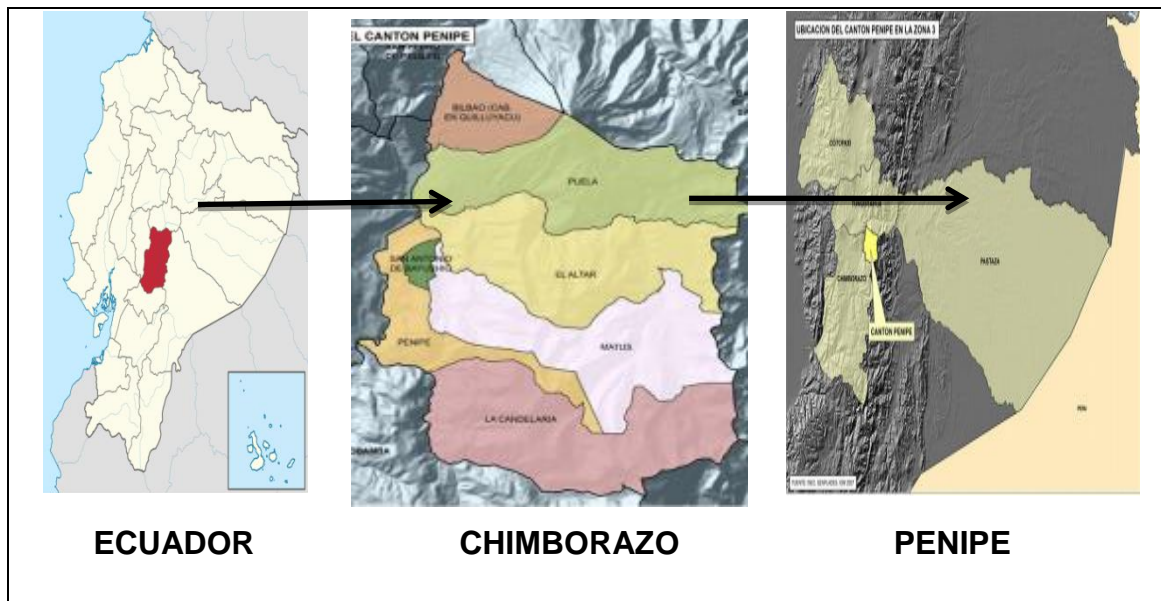 EL CANTON PENIPE
BILBAO (CAB.
EN QUILLUYACU)
PUELA
SAN ANTONIO
DE BAYUSHIG
EL ALTAR
PENIPE
MATUS
LA CANDELARIA
UBICACION DEL CANTON PENIPE EN LA ZONA 3
COTOPAXI
CHIMBORAZO
PASTAZA
CANTON PENIPE
PERU
ECUADOR
CHIMBORAZO
PENIPE